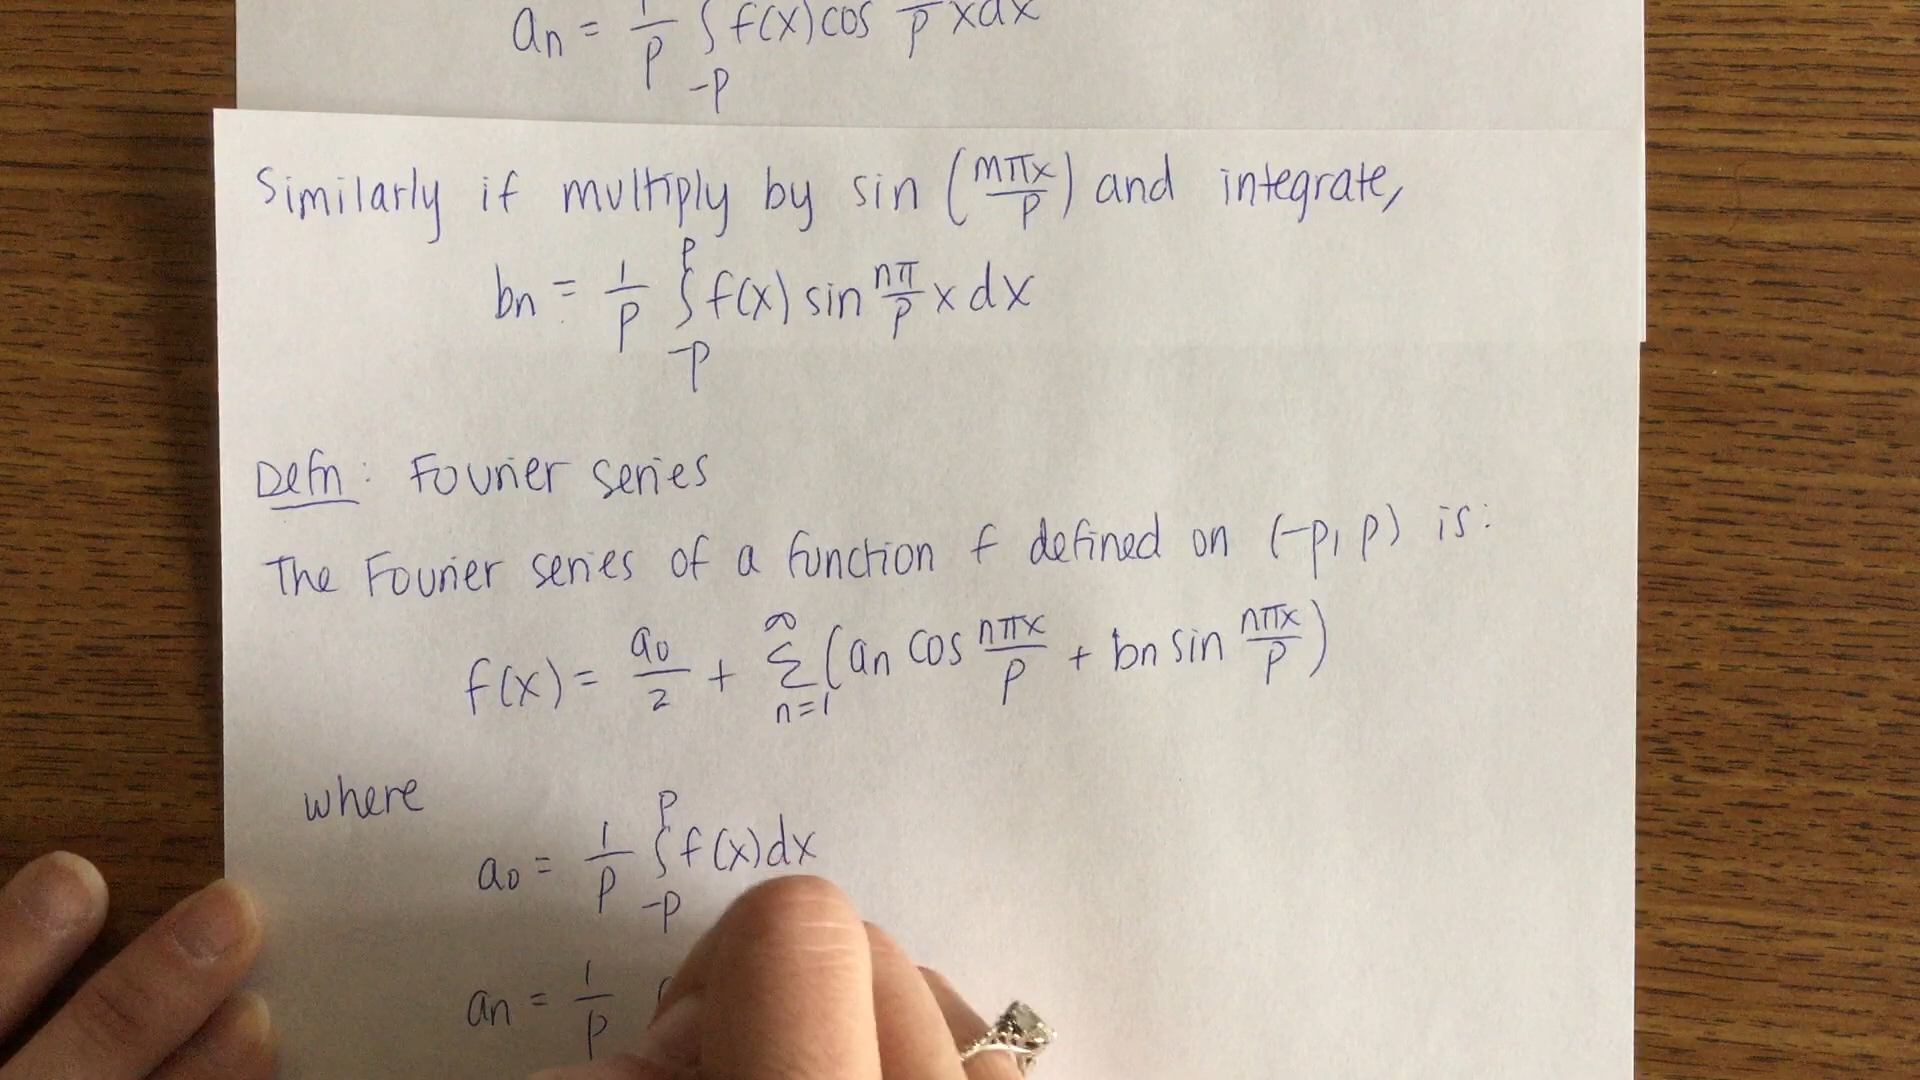 an = 1/p ∫_{-p} f(x) cos /p x dx
Similarly if multiply by sin (mπx/p) and integrate,
bn = 1/p ∫_{-p}^{p} f(x) sin nπ/p x dx
Defn: Fourier series
The Fourier series of a function f defined on (-p, p) is:
f(x) = a0/2 + Σ_{n=1}^{∞} (an cos nπx/p + bn sin nπx/p)
where
a0 = 1/p ∫_{-p}^{p} f(x) dx
an = 1/p